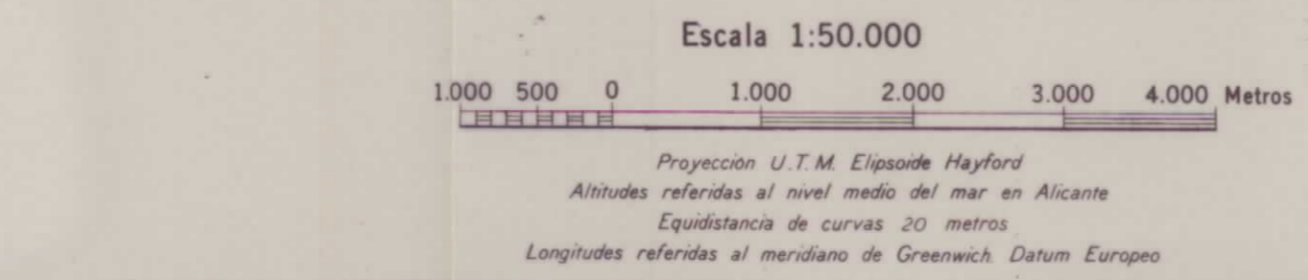 Escala 1:50.000
1.000 500 0 1.000 2.000 3.000 4.000 Metros
Proyección U.T.M. Elipsoide Hayford
Altitudes referidas al nivel medio del mar en Alicante
Equidistancia de curvas 20 metros
Longitudes referidas al meridiano de Greenwich. Datum Europeo